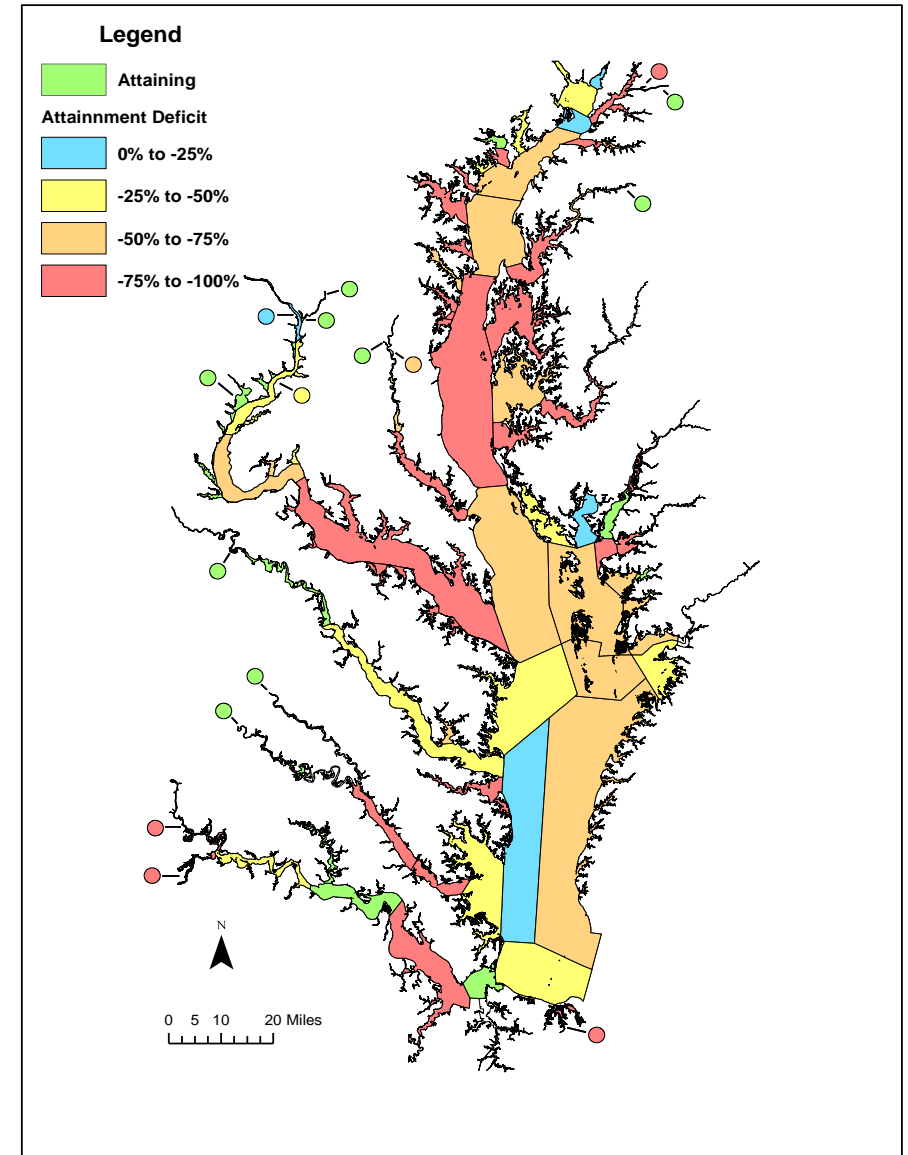 Legend
Attaining
Attainnment Deficit
0% to -25%
-25% to -50%
-50% to -75%
-75% to -100%
N
0 5 10 20 Miles